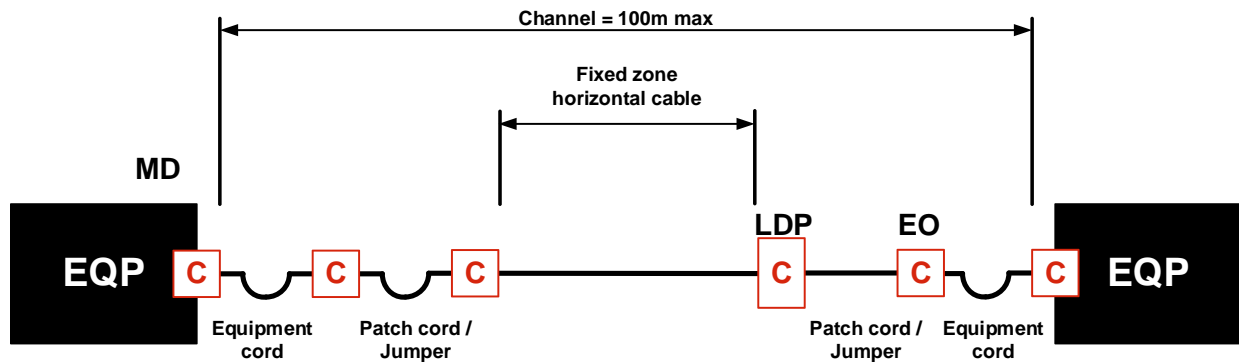 Channel = 100m max
Fixed zone
horizontal cable
MD
LDP
EO
EQP
C
C
C
C
C
C
EQP
Equipment
cord
Patch cord /
Jumper
Patch cord /
Jumper
Equipment
cord